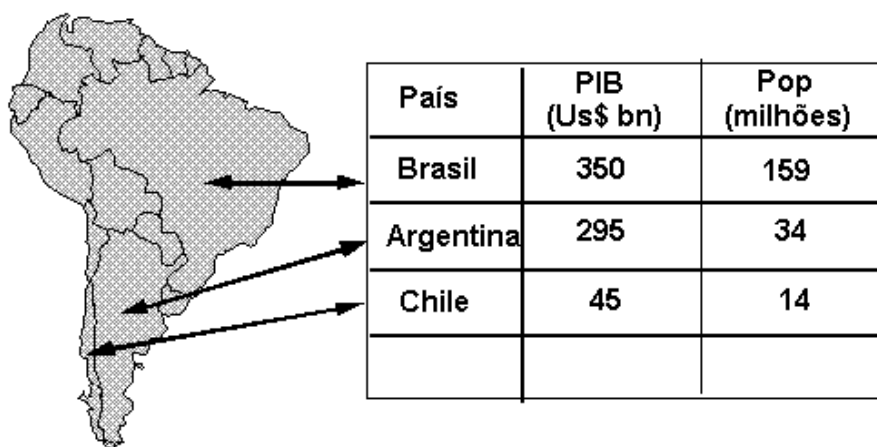 País PIB Pop
(Us$ bn) (milhões)
Brasil 350 159
Argentina 295 34
Chile 45 14